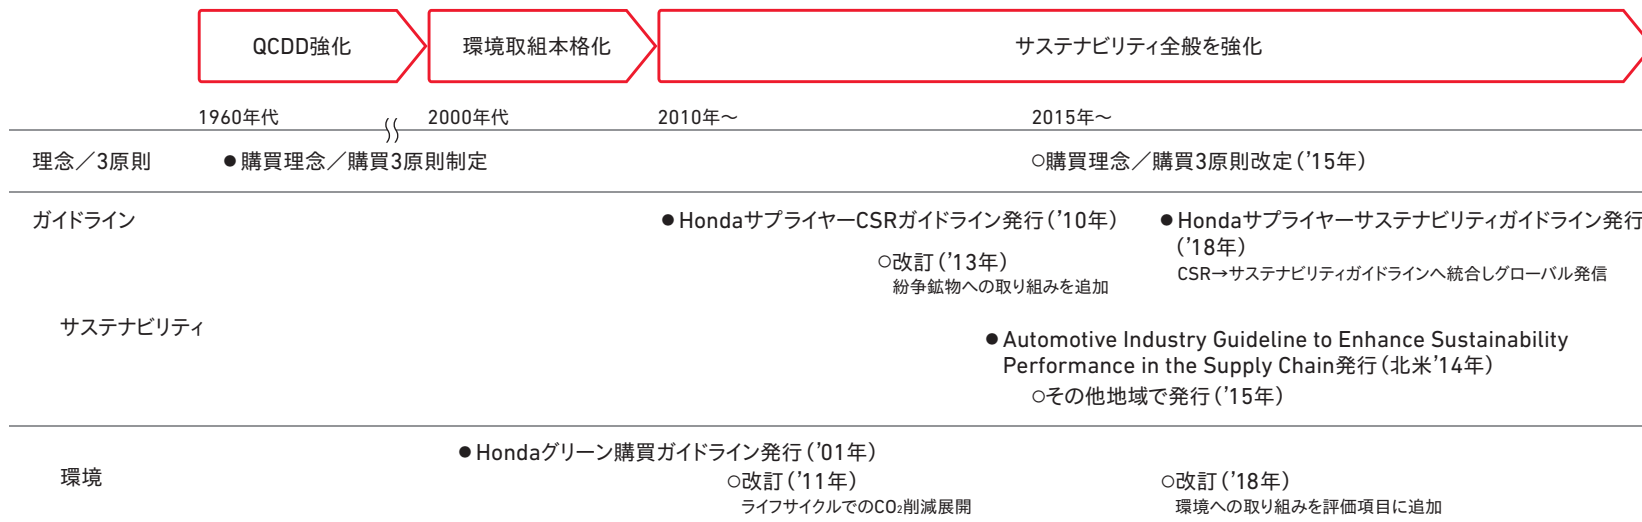 QCDD強化
環境取組本格化
サステナビリティ全般を強化
1960年代
2000年代
2010年〜
2015年〜
理念／3原則
●購買理念／購買3原則制定
○購買理念／購買3原則改定（’15年）
ガイドライン
●HondaサプライヤーCSRガイドライン発行（’10年）
○改訂（’13年）
紛争鉱物への取り組みを追加
●Hondaサプライヤーサステナビリティガイドライン発行
（’18年）
CSR→サステナビリティガイドラインへ統合しグローバル発信
サステナビリティ
●Automotive Industry Guideline to Enhance Sustainability
Performance in the Supply Chain発行（北米’14年）
○その他地域で発行（’15年）
環境
●Hondaグリーン購買ガイドライン発行（’01年）
○改訂（’11年）
ライフサイクルでのCO₂削減展開
○改訂（’18年）
環境への取り組みを評価項目に追加